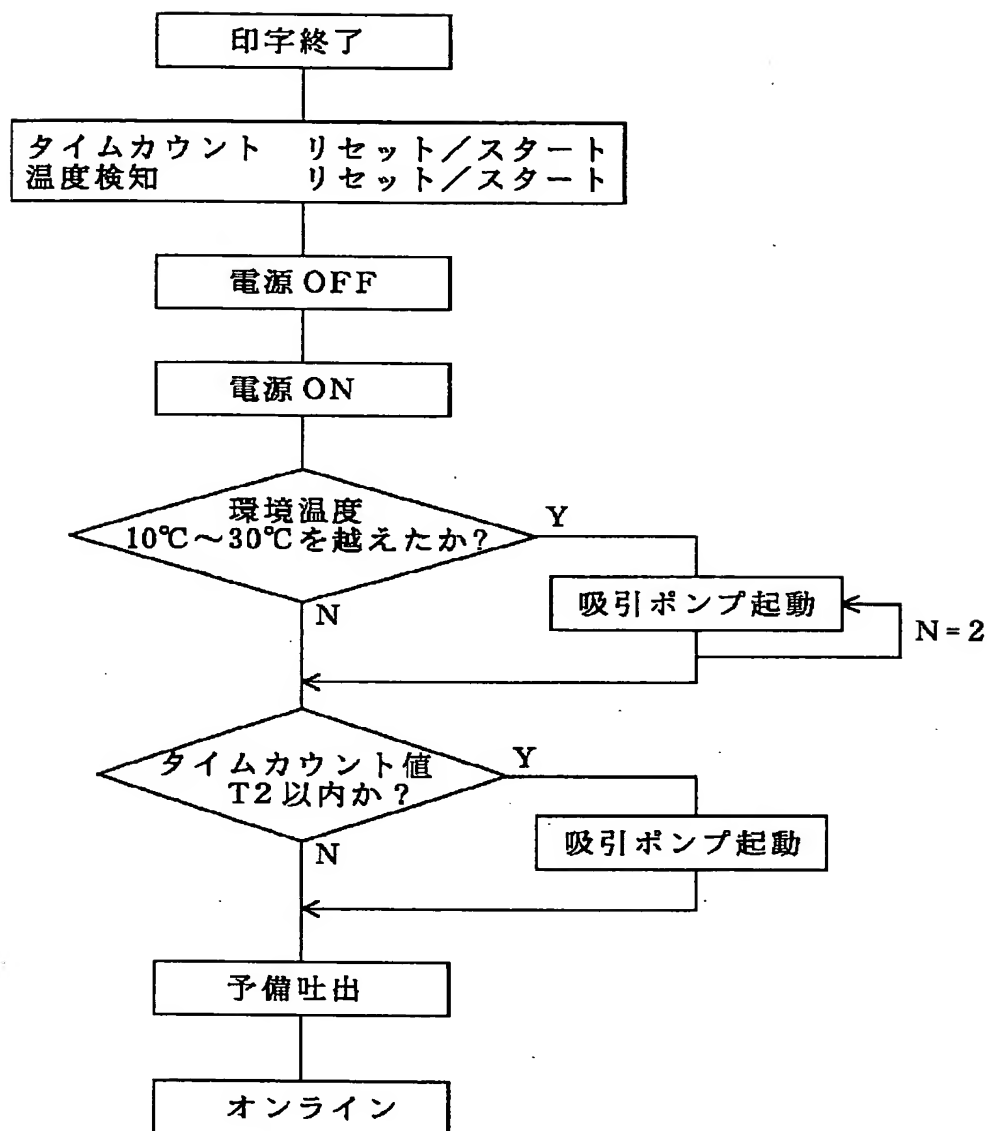 印字終了
タイムカウント リセット／スタート
温度検知 リセット／スタート
電源OFF
電源ON
環境温度
10℃～30℃を越えたか?
Y
N
吸引ポンプ起動
N=2
タイムカウント値
T2以内か?
Y
N
吸引ポンプ起動
予備吐出
オンライン